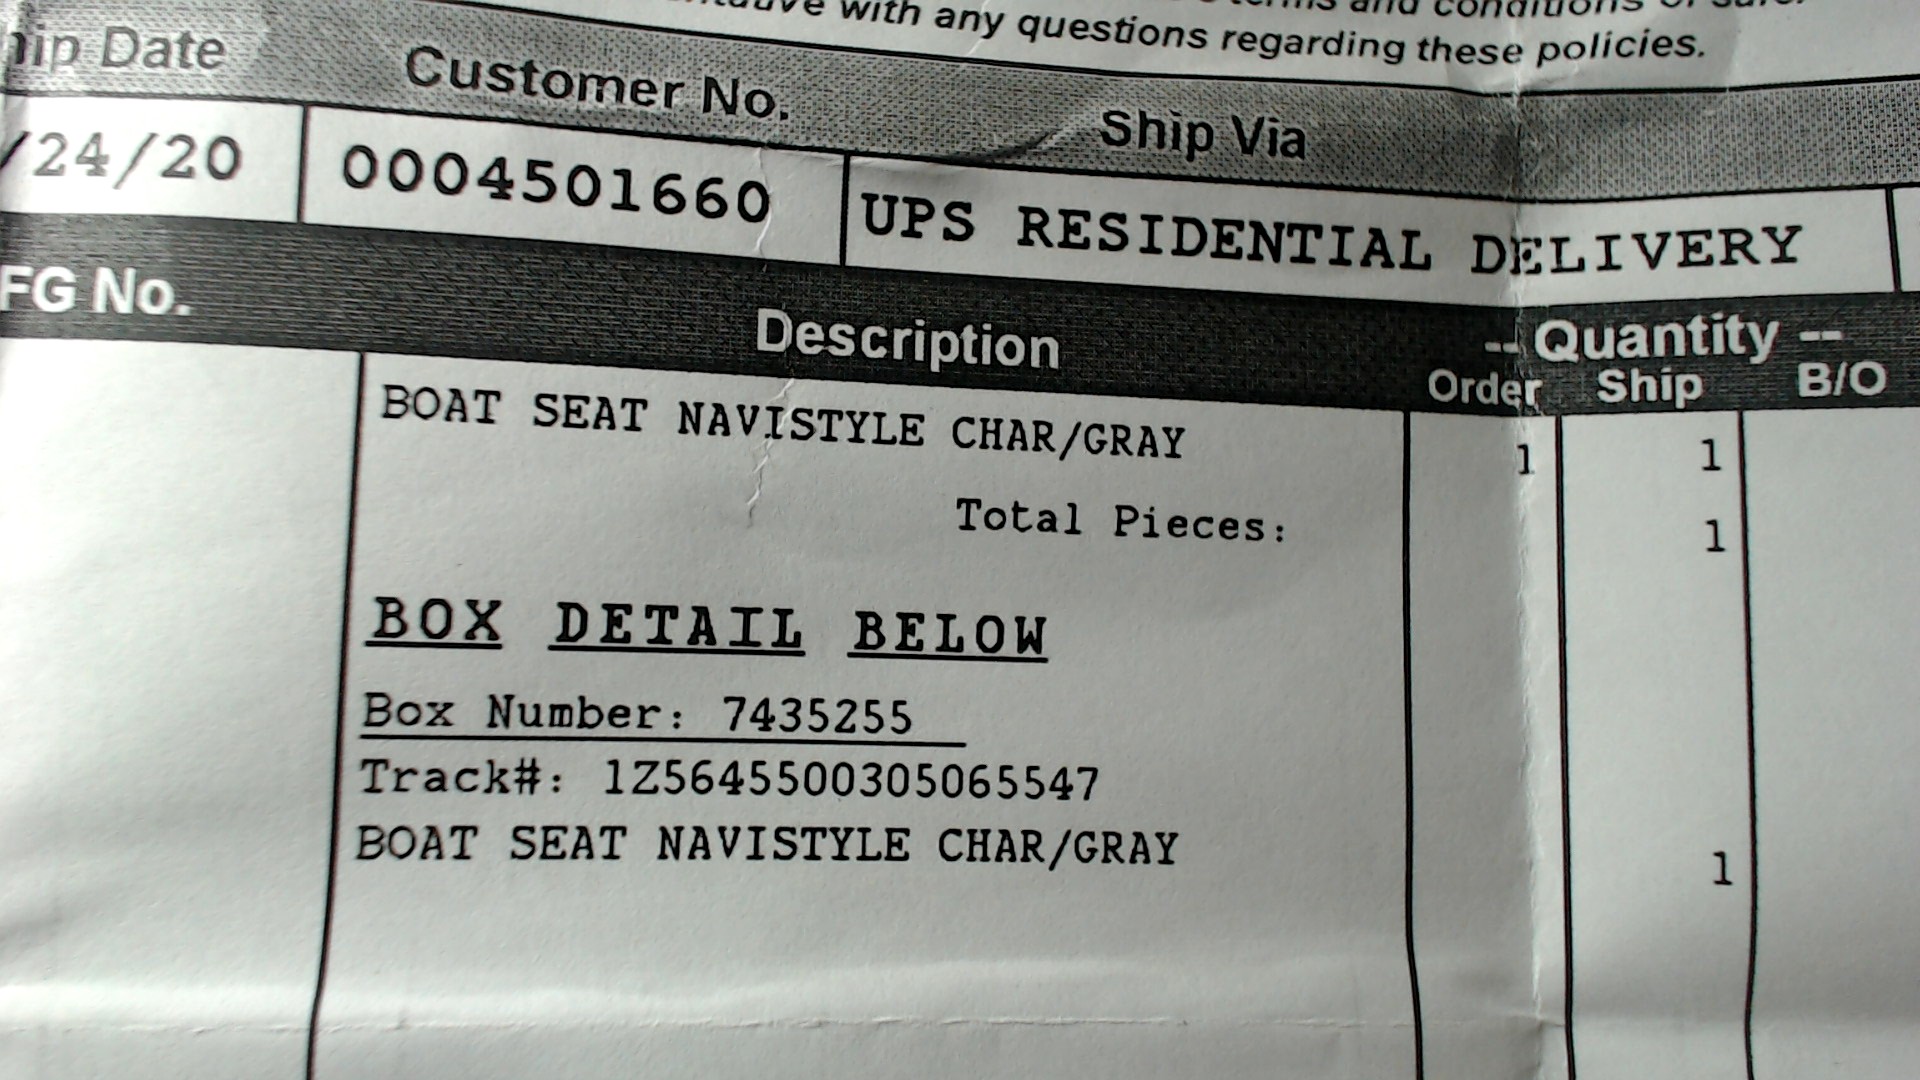 with any questions regarding these policies.
Date Customer No. Ship Via
/24/20 0004501660 UPS RESIDENTIAL DELIVERY
No. Description -- Quantity --
Order Ship B/O
BOAT SEAT NAVISTYLE CHAR/GRAY 1 1
Total Pieces: 1
BOX DETAIL BELOW
Box Number: 7435255
Track#: 1Z5645500305065547
BOAT SEAT NAVISTYLE CHAR/GRAY 1